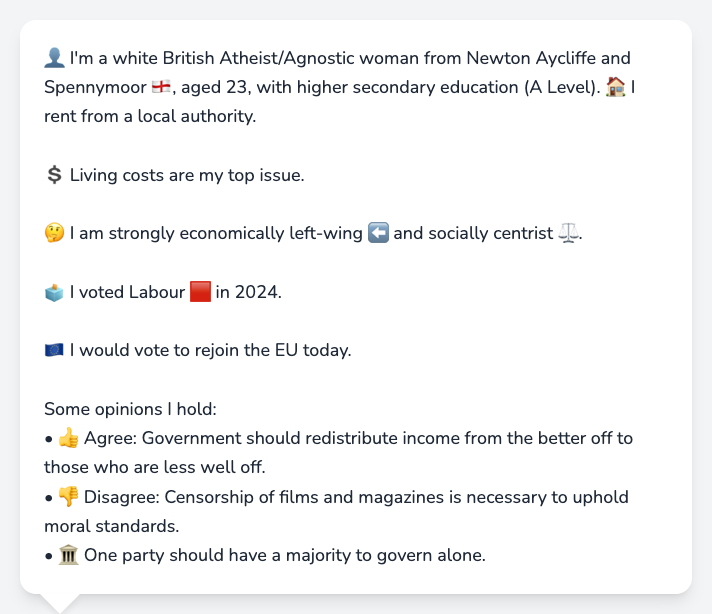 👤 I'm a white British Atheist/Agnostic woman from Newton Aycliffe and
Spennymoor 🏴󠁧󠁢󠁥󠁮󠁧󠁿, aged 23, with higher secondary education (A Level). 🏠 I
rent from a local authority.
💲 Living costs are my top issue.
🤔 I am strongly economically left-wing ⬅️ and socially centrist ⚖️.
🗳️ I voted Labour 🟥 in 2024.
🇪🇺 I would vote to rejoin the EU today.
Some opinions I hold:
• 👍 Agree: Government should redistribute income from the better off to
those who are less well off.
• 👎 Disagree: Censorship of films and magazines is necessary to uphold
moral standards.
• 🏛️ One party should have a majority to govern alone.